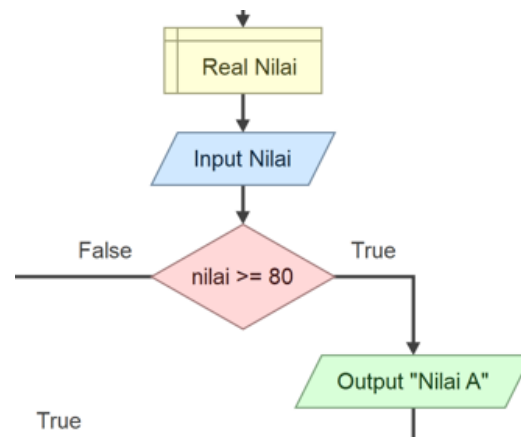 Real Nilai
Input Nilai
False
True
nilai >= 80
Output "Nilai A"
True